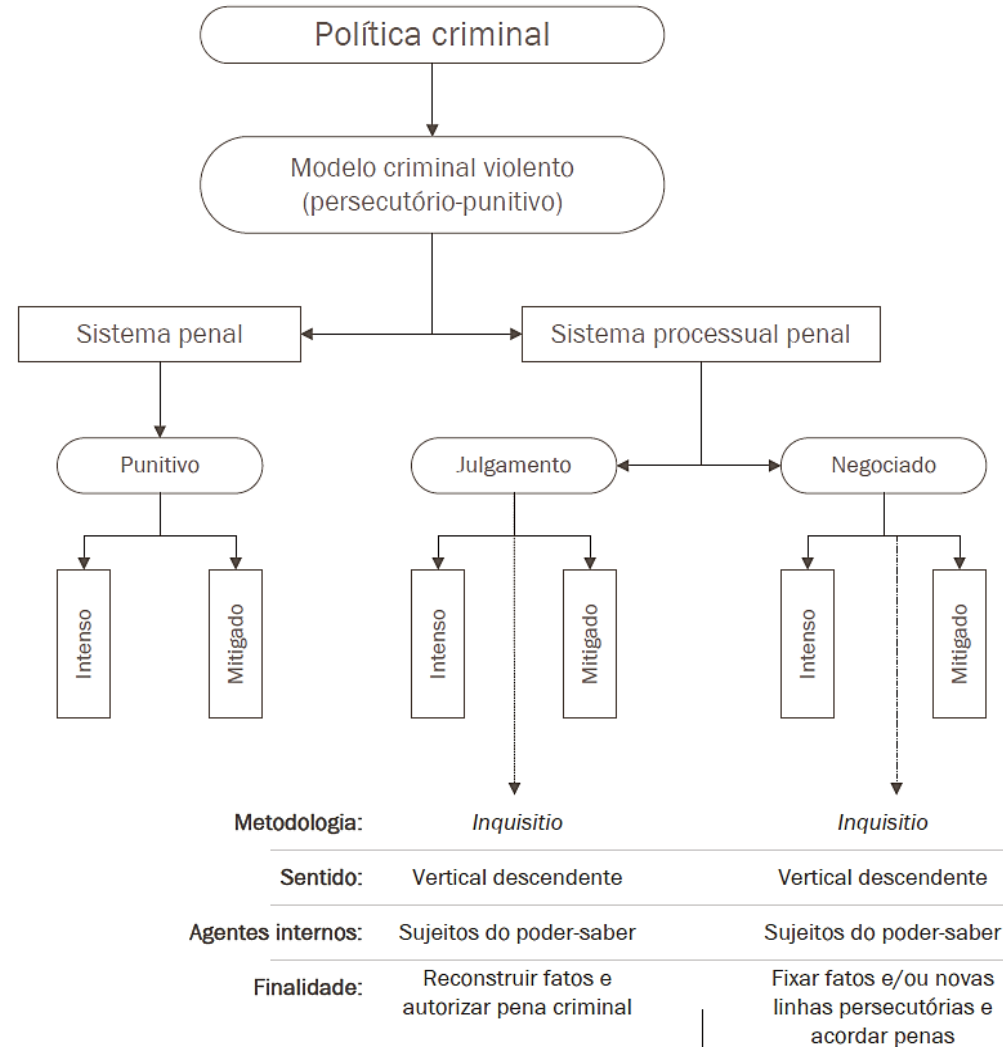 Política criminal
Modelo criminal violento
(persecutório-punitivo)
Sistema penal
Sistema processual penal
Punitivo
Julgamento
Negociado
Intenso
Mitigado
Intenso
Mitigado
Intenso
Mitigado
Metodologia: Inquisitio Inquisitio
Sentido: Vertical descendente Vertical descendente
Agentes internos: Sujeitos do poder-saber Sujeitos do poder-saber
Finalidade: Reconstruir fatos e
autorizar pena criminal
Fixar fatos e/ou novas
linhas persecutórias e
acordar penas